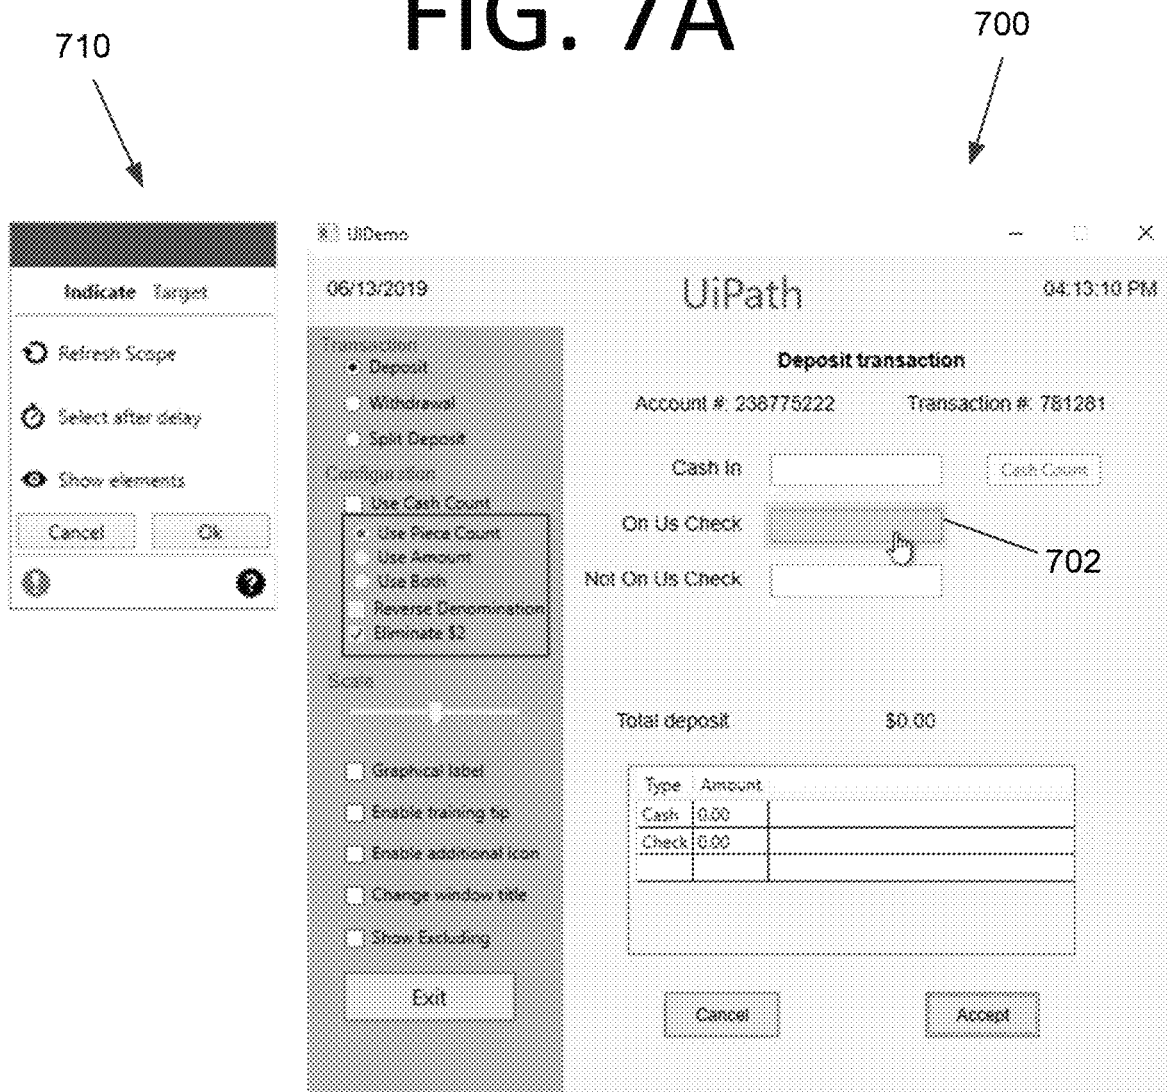 FIG. 7A
710
700
Indicate Target
Refresh Scope
Select after delay
Show elements
Cancel Ok
UiDemo
06/13/2019 UiPath 04:13:10 PM
Transaction
Deposit
Withdrawal
Split Deposit
Configuration
Use Cash Count
Use Piece Count
Use Amount
Use Both
Reverse Denomination
Eliminate $2
Scale
Graphical label
Enable training tip
Enable additional icon
Change window title
Show Excluding
Exit
Deposit transaction
Account #: 238775222 Transaction #: 781281
Cash In Cash Count
On Us Check
702
Not On Us Check
Total deposit $0.00
Type Amount
Cash 0.00
Check 0.00
Cancel Accept